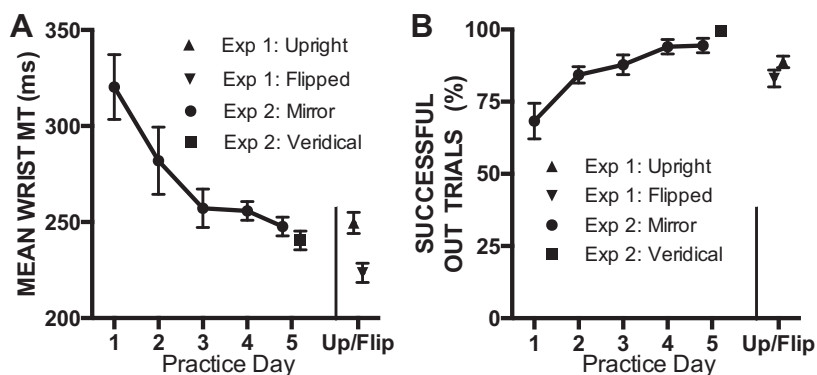 A
MEAN WRIST MT (ms)
350
300
250
200
Exp 1: Upright
Exp 1: Flipped
Exp 2: Mirror
Exp 2: Veridical
1 2 3 4 5 Up/Flip
Practice Day
B
SUCCESSFUL
OUT TRIALS (%)
100
75
50
25
0
Exp 1: Upright
Exp 1: Flipped
Exp 2: Mirror
Exp 2: Veridical
1 2 3 4 5 Up/Flip
Practice Day